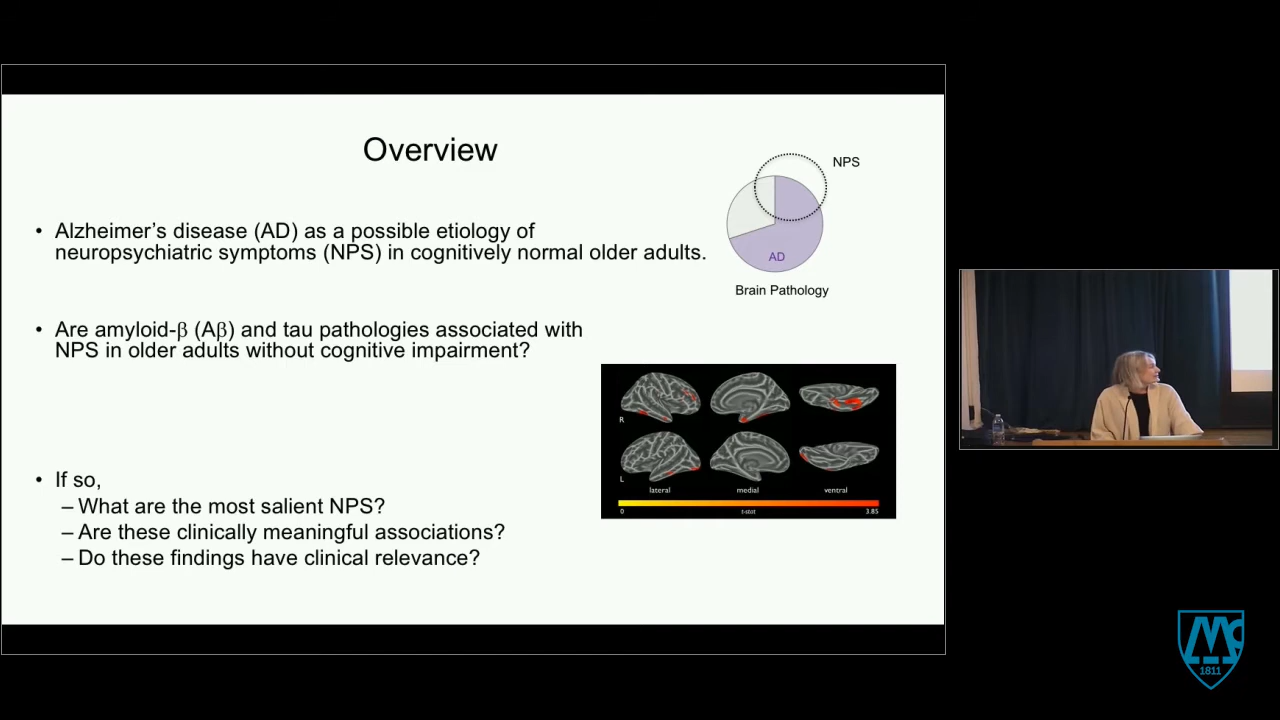 Overview
NPS
• Alzheimer's disease (AD) as a possible etiology of
neuropsychiatric symptoms (NPS) in cognitively normal older adults.
AD
Brain Pathology
• Are amyloid-β (Aβ) and tau pathologies associated with
NPS in older adults without cognitive impairment?
R
L
lateral medial ventral
0 t-stat 3.85
• If so,
– What are the most salient NPS?
– Are these clinically meaningful associations?
– Do these findings have clinical relevance?
Mc
1811